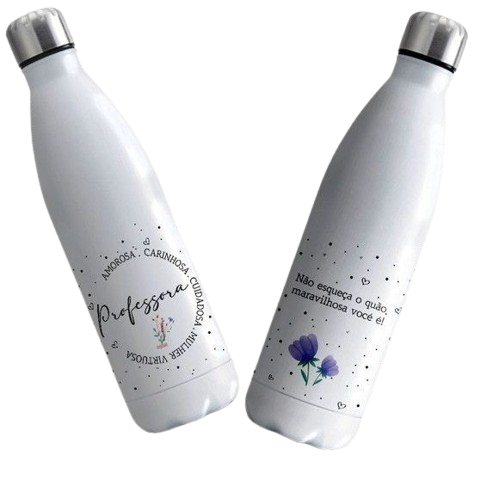 AMOROSA . CARINHOSA . CUIDADOSA . MULHER VIRTUOSA
Professora
Não esqueça o quão
maravilhosa você é!